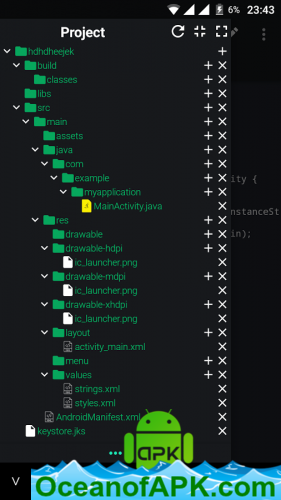 6% 23:43
Project
hdhdheejek
build
classes
libs
src
main
assets
java
com
example
myapplication
J MainActivity.java
res
drawable
drawable-hdpi
ic_launcher.png
drawable-mdpi
ic_launcher.png
drawable-xhdpi
ic_launcher.png
layout
activity_main.xml
menu
values
strings.xml
styles.xml
AndroidManifest.xml
keystore.jks
ity {
nstanceSt
in);
APK
OceanofAPK.com